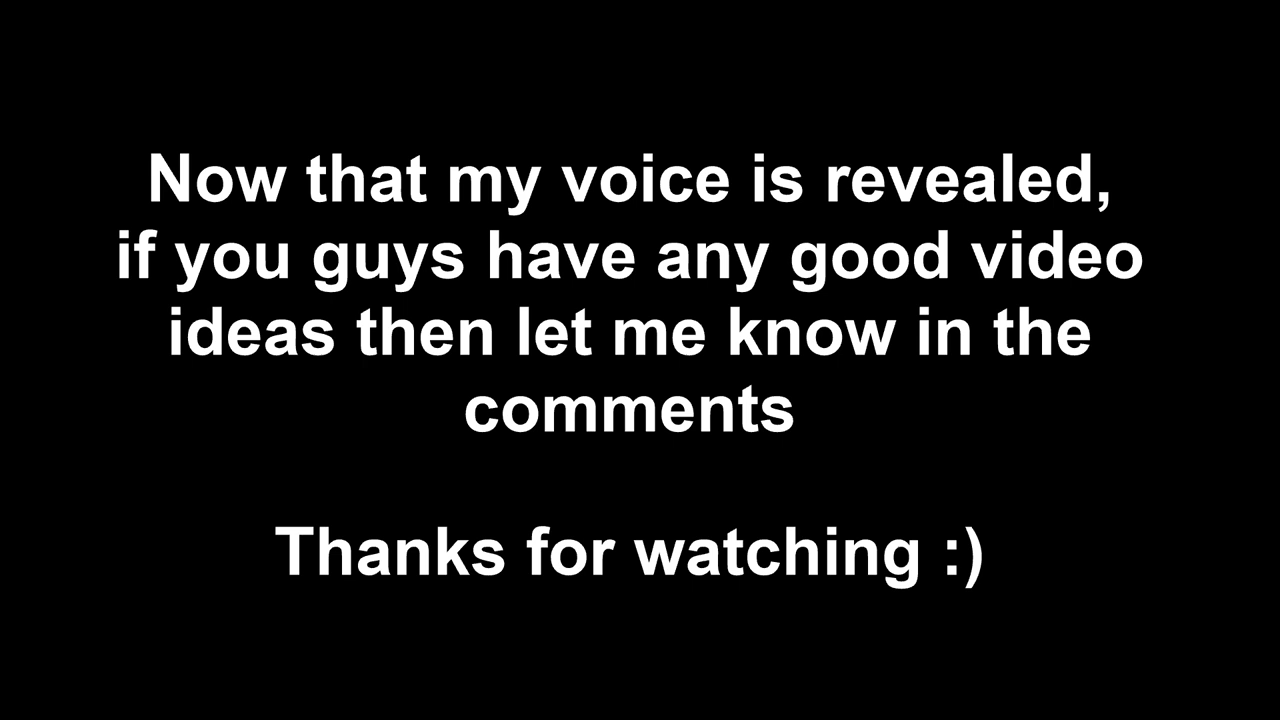 Now that my voice is revealed,
if you guys have any good video
ideas then let me know in the
comments
Thanks for watching :)